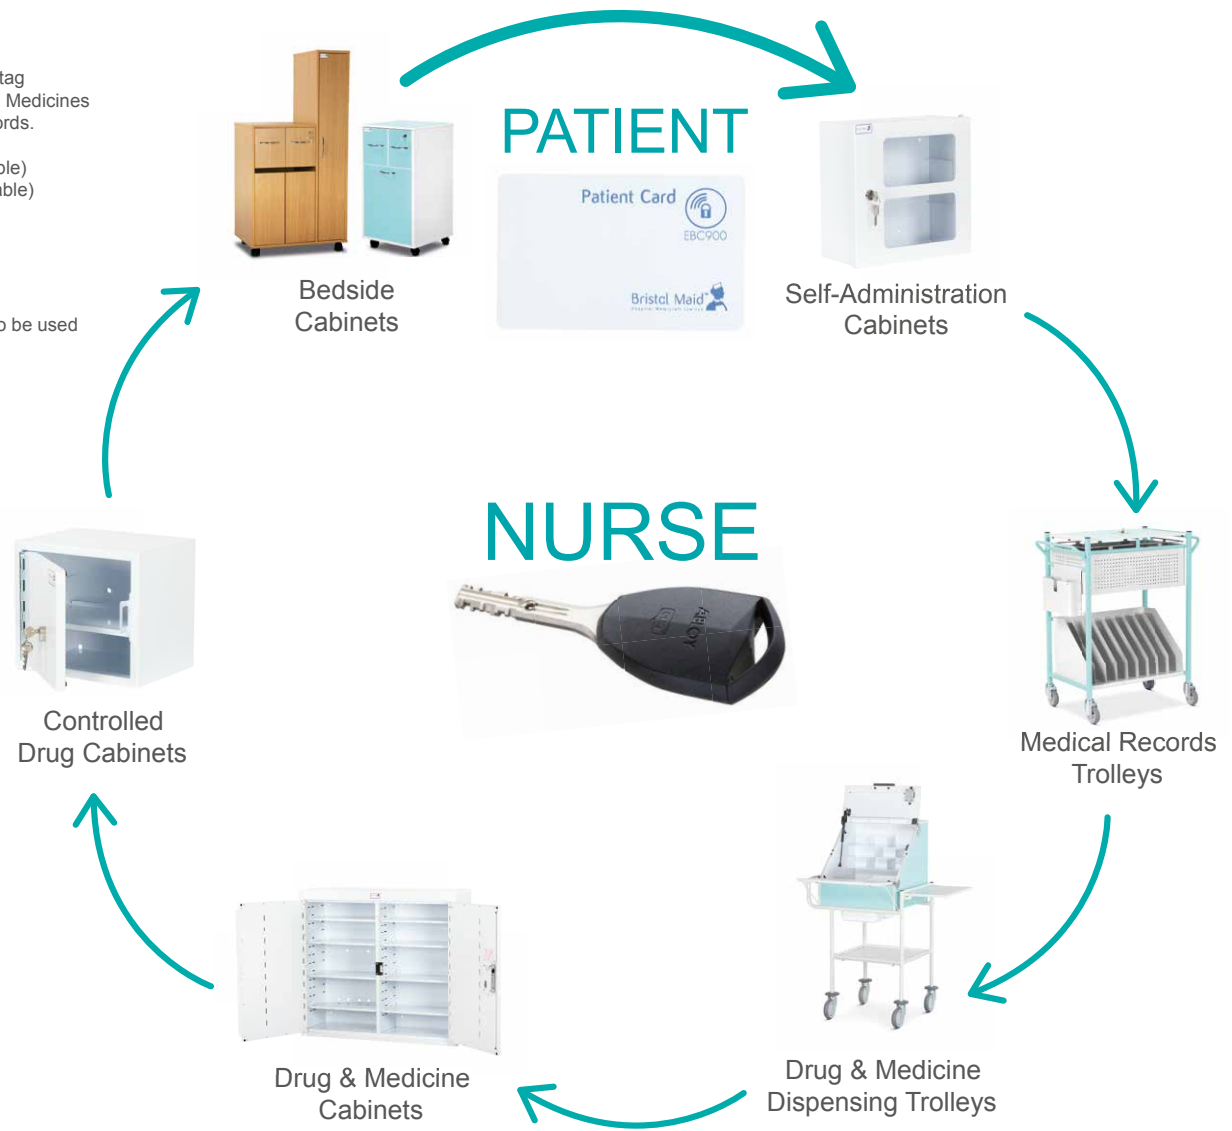 tag
Medicines
ords.
ble)
able)
o be used
PATIENT
Patient Card
EBC900
Bristol Maid
Bedside
Cabinets
Self-Administration
Cabinets
NURSE
ABLOY
Controlled
Drug Cabinets
Medical Records
Trolleys
Drug & Medicine
Cabinets
Drug & Medicine
Dispensing Trolleys